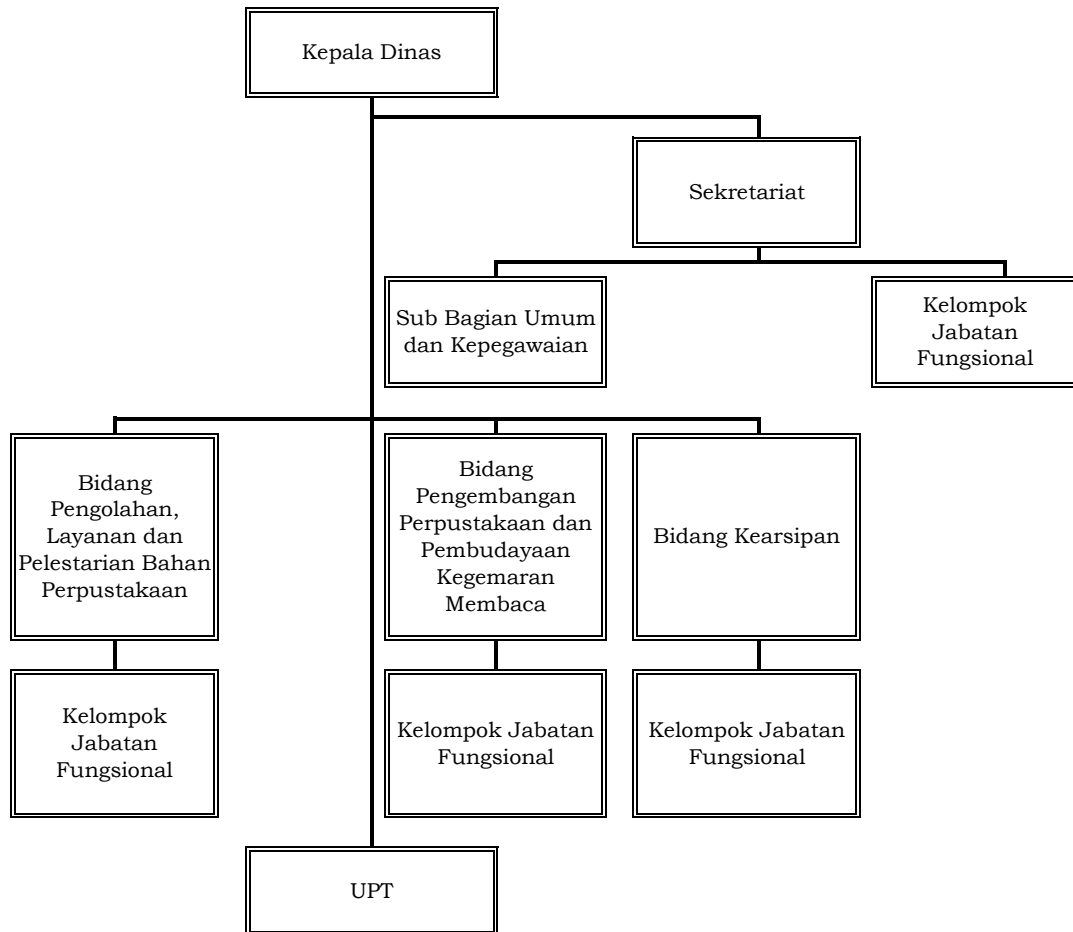 Kepala Dinas
Sekretariat
Sub Bagian Umum
dan Kepegawaian
Kelompok
Jabatan
Fungsional
Bidang
Pengolahan,
Layanan dan
Pelestarian Bahan
Perpustakaan
Bidang
Pengembangan
Perpustakaan dan
Pembudayaan
Kegemaran
Membaca
Bidang Kearsipan
Kelompok
Jabatan
Fungsional
Kelompok Jabatan
Fungsional
Kelompok Jabatan
Fungsional
UPT